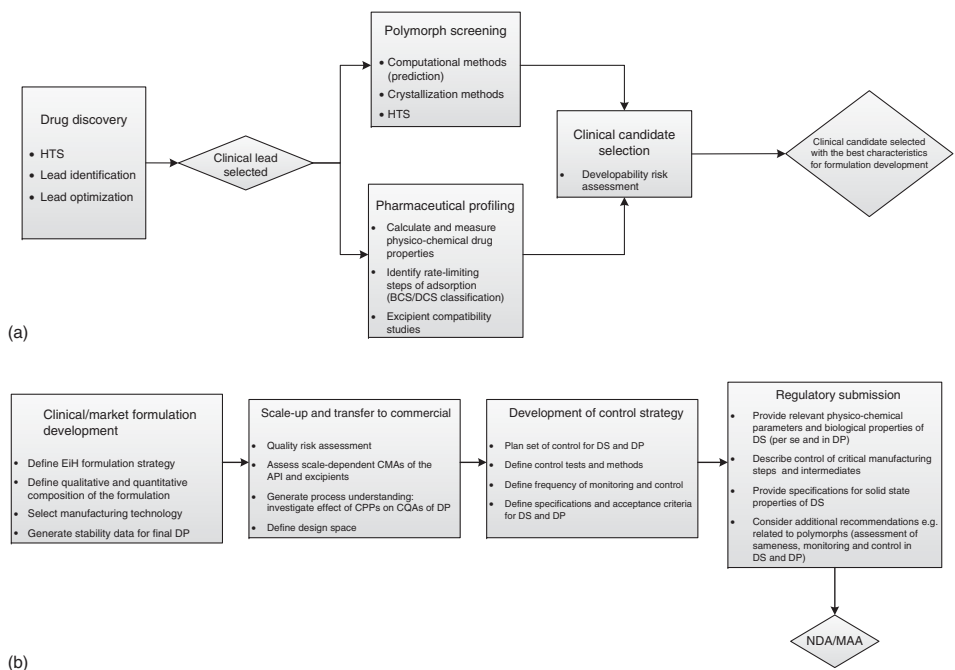 Drug discovery
• HTS
• Lead identification
• Lead optimization
Clinical lead
selected
Polymorph screening
• Computational methods
(prediction)
• Crystallization methods
• HTS
Pharmaceutical profiling
• Calculate and measure
physico-chemical drug
properties
• Identify rate-limiting
steps of adsorption
(BCS/DCS classification)
• Excipient compatibility
studies
Clinical candidate
selection
• Developability risk
assessment
Clinical candidate selected
with the best characteristics
for formulation development
(a)
Clinical/market formulation
development
• Define EiH formulation strategy
• Define qualitative and quantitative
composition of the formulation
• Select manufacturing technology
• Generate stability data for final DP
Scale-up and transfer to commercial
• Quality risk assessment
• Assess scale-dependent CMAs of the
API and excipients
• Generate process understanding:
investigate effect of CPPs on CQAs of DP
• Define design space
Development of control strategy
• Plan set of control for DS and DP
• Define control tests and methods
• Define frequency of monitoring and control
• Define specifications and acceptance criteria
for DS and DP
Regulatory submission
• Provide relevant physico-chemical
parameters and biological properties of
DS (per se and in DP)
• Describe control of critical manufacturing
steps and intermediates
• Provide specifications for solid state
properties of DS
• Consider additional recommendations e.g.
related to polymorphs (assessment of
sameness, monitoring and control in
DS and DP)
NDA/MAA
(b)